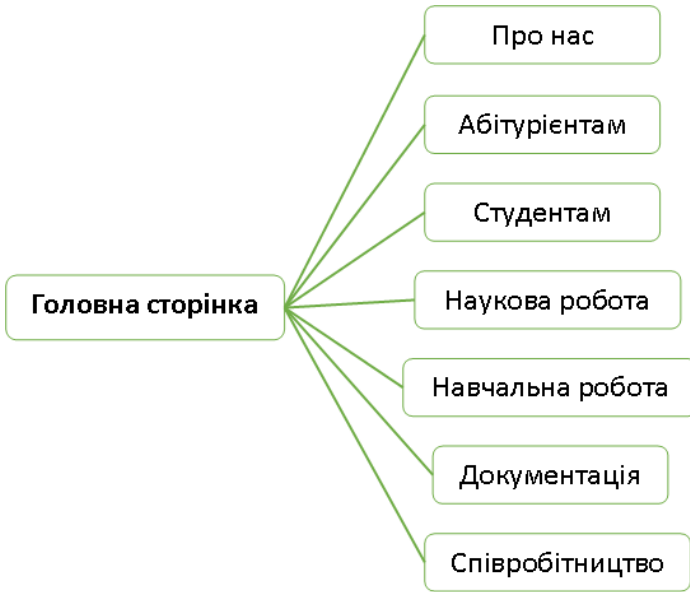 Про нас
Абітурієнтам
Студентам
Головна сторінка
Наукова робота
Навчальна робота
Документація
Співробітництво